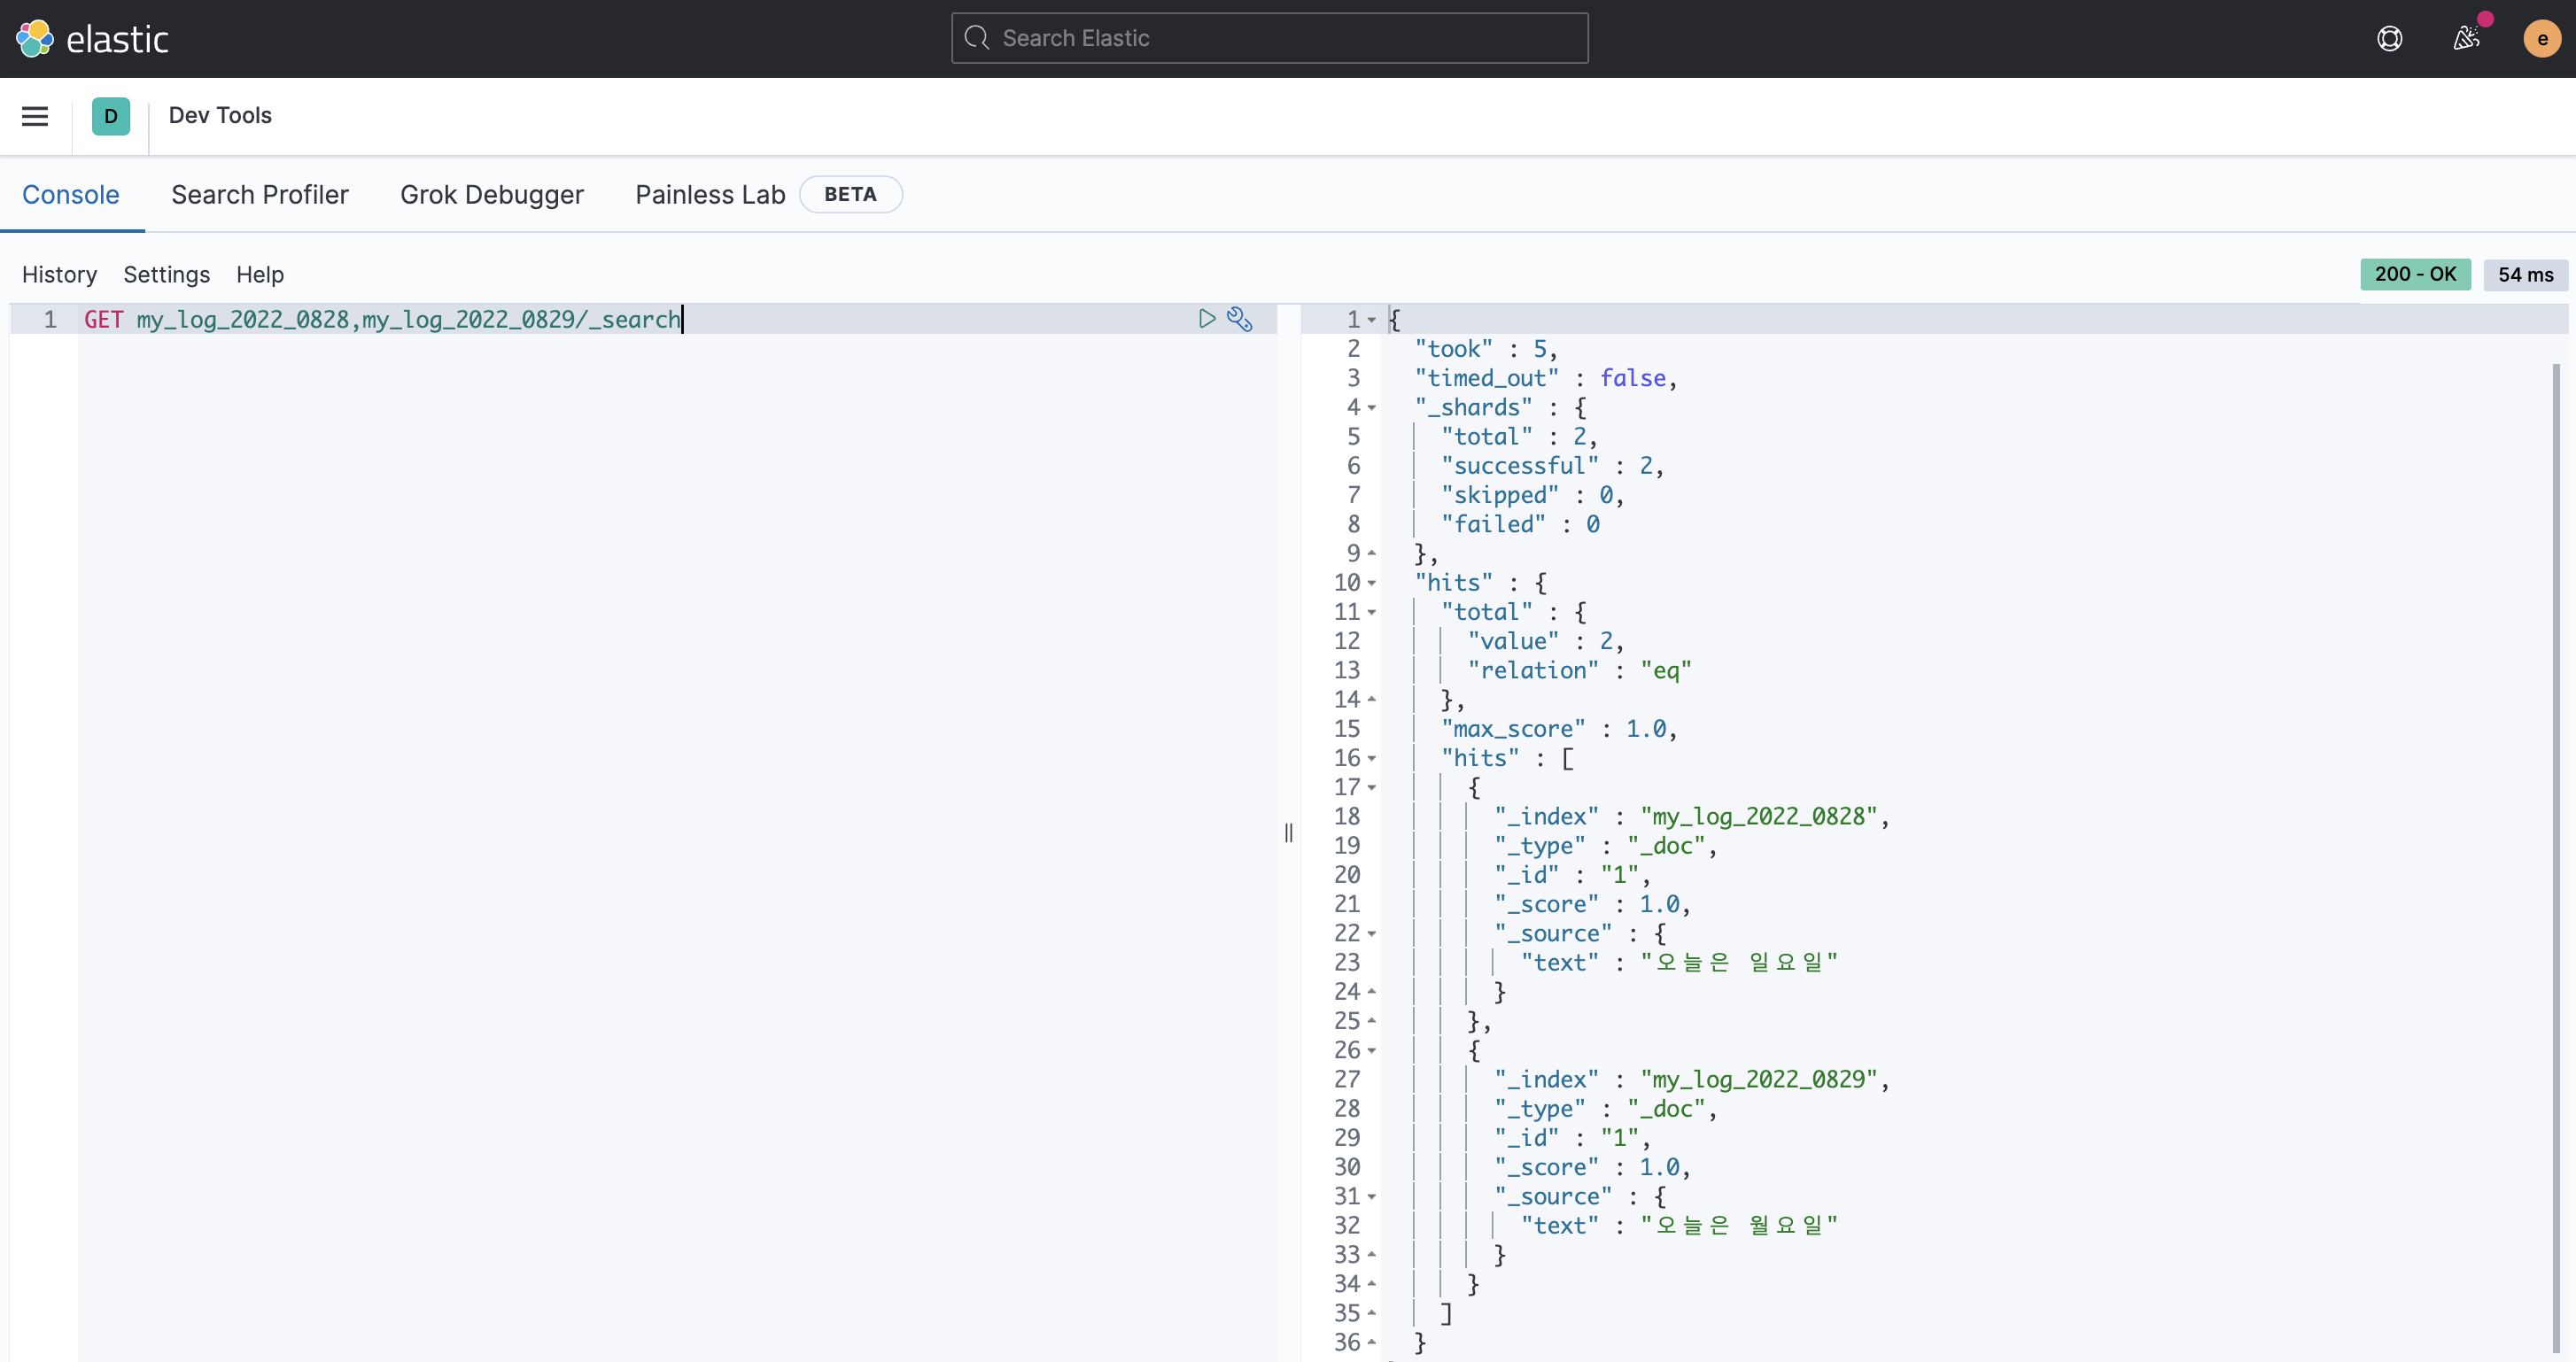 elastic
Search Elastic
e
D
Dev Tools
Console Search Profiler Grok Debugger Painless Lab BETA
History Settings Help
200 - OK 54 ms
1 GET my_log_2022_0828,my_log_2022_0829/_search
1 {
2 "took" : 5,
3 "timed_out" : false,
4 "_shards" : {
5 "total" : 2,
6 "successful" : 2,
7 "skipped" : 0,
8 "failed" : 0
9 },
10 "hits" : {
11 "total" : {
12 "value" : 2,
13 "relation" : "eq"
14 },
15 "max_score" : 1.0,
16 "hits" : [
17 {
18 "_index" : "my_log_2022_0828",
19 "_type" : "_doc",
20 "_id" : "1",
21 "_score" : 1.0,
22 "_source" : {
23 "text" : "오늘은 일요일"
24 }
25 },
26 {
27 "_index" : "my_log_2022_0829",
28 "_type" : "_doc",
29 "_id" : "1",
30 "_score" : 1.0,
31 "_source" : {
32 "text" : "오늘은 월요일"
33 }
34 }
35 ]
36 }